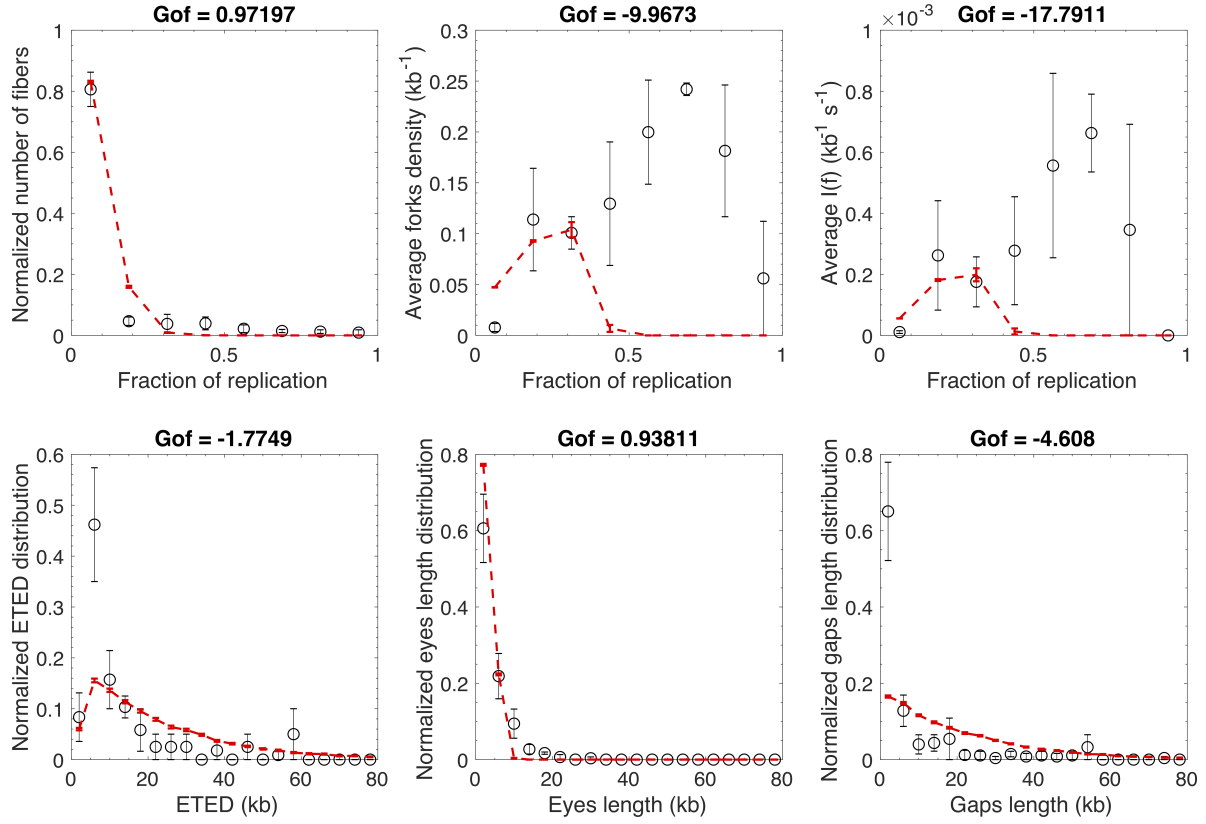 Gof = 0.97197
Normalized number of fibers
1
0.8
0.6
0.4
0.2
0
0 0.5 1
Fraction of replication
Gof = -9.9673
Average forks density (kb-1)
0.3
0.25
0.2
0.15
0.1
0.05
0
0 0.5 1
Fraction of replication
Gof = -17.7911
×10-3
Average I(f) (kb-1 s-1)
1
0.8
0.6
0.4
0.2
0
0 0.5 1
Fraction of replication
Gof = -1.7749
Normalized ETED distribution
0.6
0.5
0.4
0.3
0.2
0.1
0
0 20 40 60 80
ETED (kb)
Gof = 0.93811
Normalized eyes length distribution
0.8
0.6
0.4
0.2
0
0 20 40 60 80
Eyes length (kb)
Gof = -4.608
Normalized gaps length distribution
0.8
0.6
0.4
0.2
0
0 20 40 60 80
Gaps length (kb)